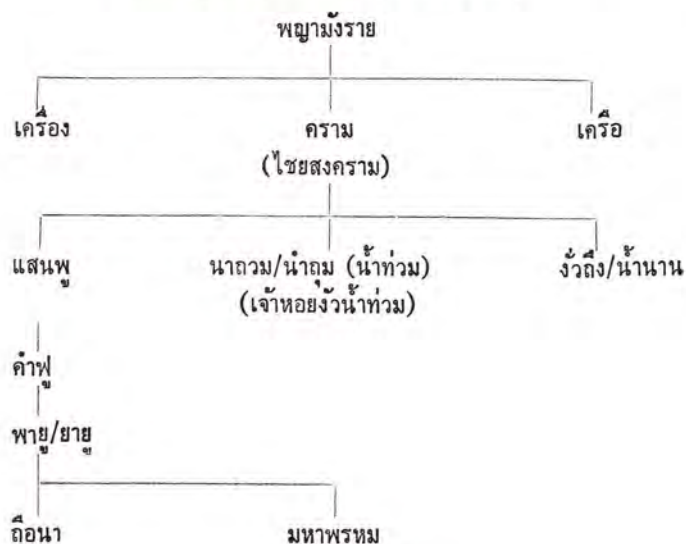 พญามังราย
เครื่อง คราม เครือ
(ไชยสงคราม)
แสนพู นาถวม/นำถุม (น้ำท่วม) งั่วถึง/น้ำนาน
(เจ้าหอยงัวน้ำท่วม)
คำฟู
พายู/ยายู
ถือนา มหาพรหม